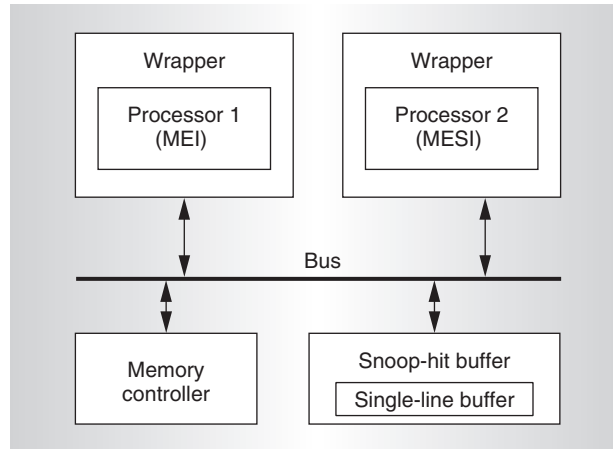 Wrapper
Processor 1
(MEI)
Wrapper
Processor 2
(MESI)
Bus
Memory
controller
Snoop-hit buffer
Single-line buffer